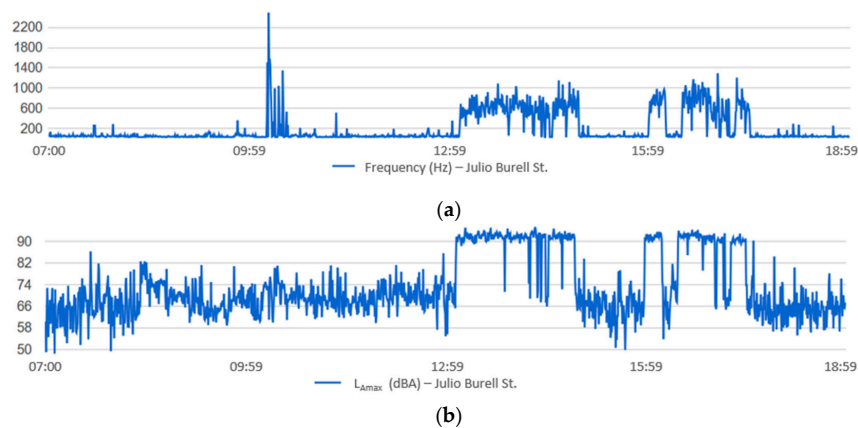 2200
1800
1400
1000
600
200
07:00 09:59 12:59 15:59 18:59
Frequency (Hz) – Julio Burell St.
(a)
90
82
74
66
58
50
07:00 09:59 12:59 15:59 18:59
LAmax (dBA) – Julio Burell St.
(b)